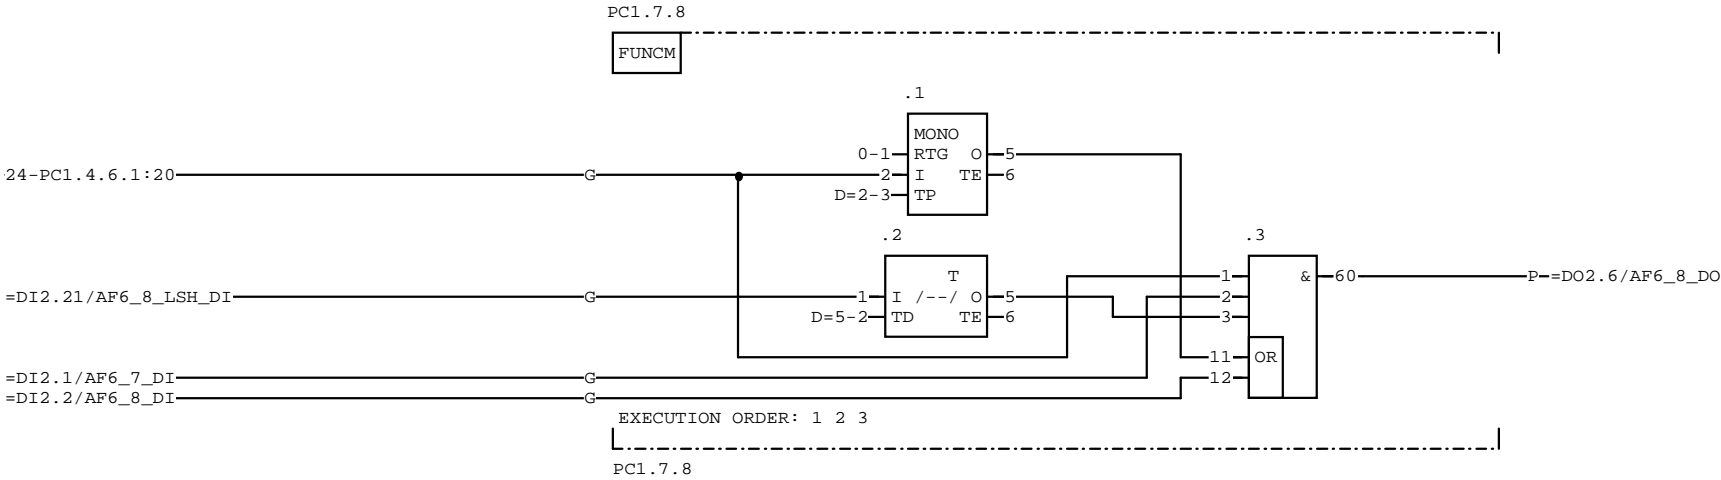 PC1.7.8
FUNCM
.1
MONO
0-1 RTG O 5
24-PC1.4.6.1:20 G 2 I TE 6
D=2-3 TP
.2 .3
T 1 & 60 P =DO2.6/AF6_8_DO
=DI2.21/AF6_8_LSH_DI G 1 I /--/ O 5 2
D=5-2 TD TE 6 3
11 OR
=DI2.1/AF6_7_DI G 12
=DI2.2/AF6_8_DI G
EXECUTION ORDER: 1 2 3
PC1.7.8